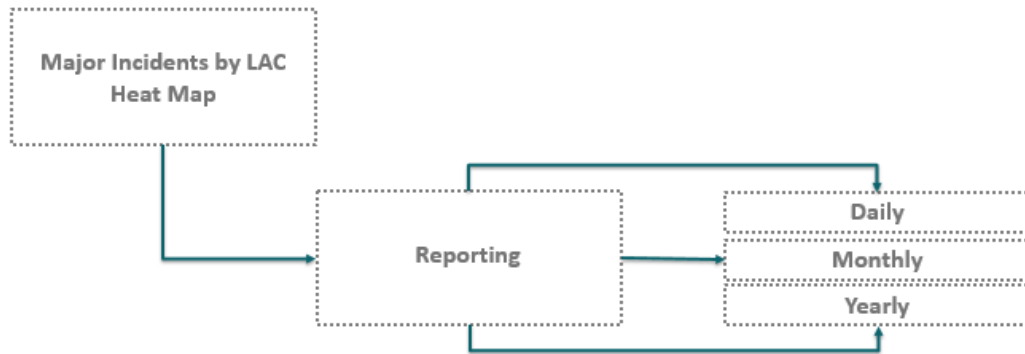 Major Incidents by LAC
Heat Map
Reporting
Daily
Monthly
Yearly